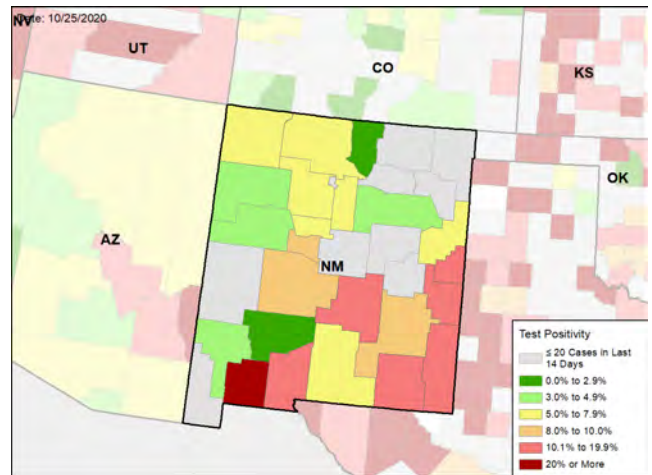 Date: 10/25/2020
NV
UT
CO
KS
OK
AZ
NM
Test Positivity
≤ 20 Cases in Last
14 Days
0.0% to 2.9%
3.0% to 4.9%
5.0% to 7.9%
8.0% to 10.0%
10.1% to 19.9%
20% or More